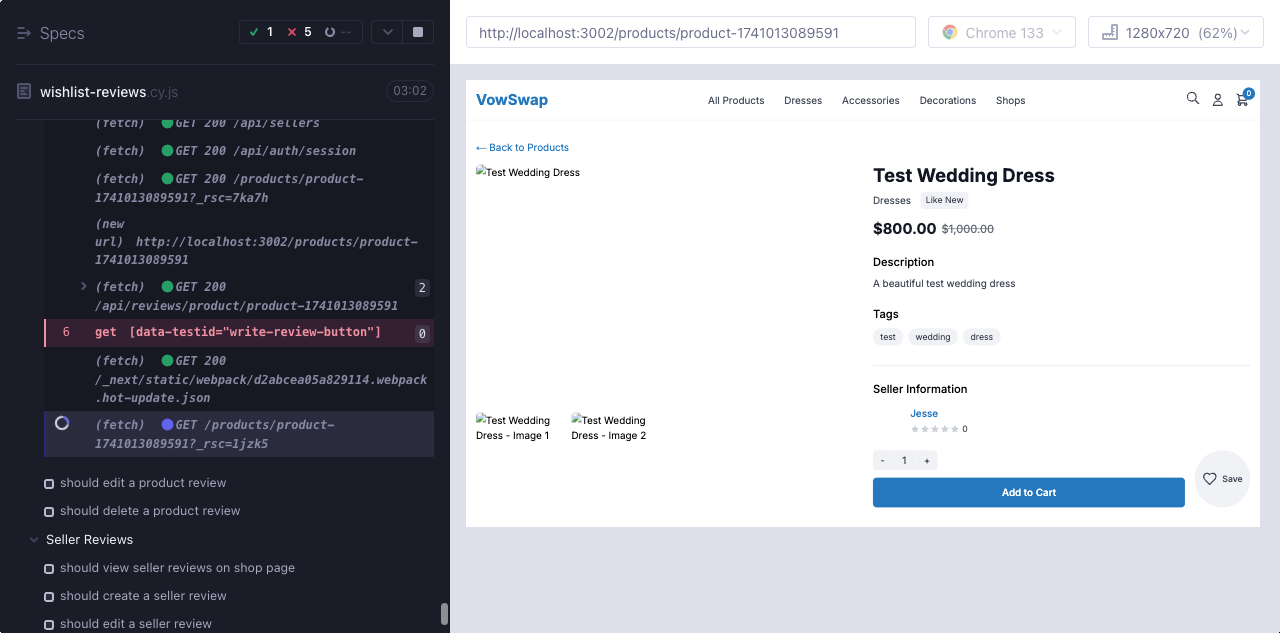 Specs
1
5
--
wishlist-reviews.cy.js
03:02
(fetch) GET 200 /api/sellers
(fetch) GET 200 /api/auth/session
(fetch) GET 200 /products/product-
1741013089591?_rsc=7ka7h
(new
url) http://localhost:3002/products/product-
1741013089591
(fetch) GET 200
/api/reviews/product/product-1741013089591
2
6 get [data-testid="write-review-button"]
0
(fetch) GET 200
/_next/static/webpack/d2abcea05a829114.webpack
.hot-update.json
(fetch) GET /products/product-
1741013089591?_rsc=1jzk5
should edit a product review
should delete a product review
Seller Reviews
should view seller reviews on shop page
should create a seller review
should edit a seller review
http://localhost:3002/products/product-1741013089591
Chrome 133
1280x720 (62%)
VowSwap
All Products Dresses Accessories Decorations Shops
0
← Back to Products
Test Wedding Dress
Test Wedding
Dress - Image 1
Test Wedding
Dress - Image 2
Test Wedding Dress
Dresses Like New
$800.00 $1,000.00
Description
A beautiful test wedding dress
Tags
test wedding dress
Seller Information
Jesse
0
- 1 +
Add to Cart
Save